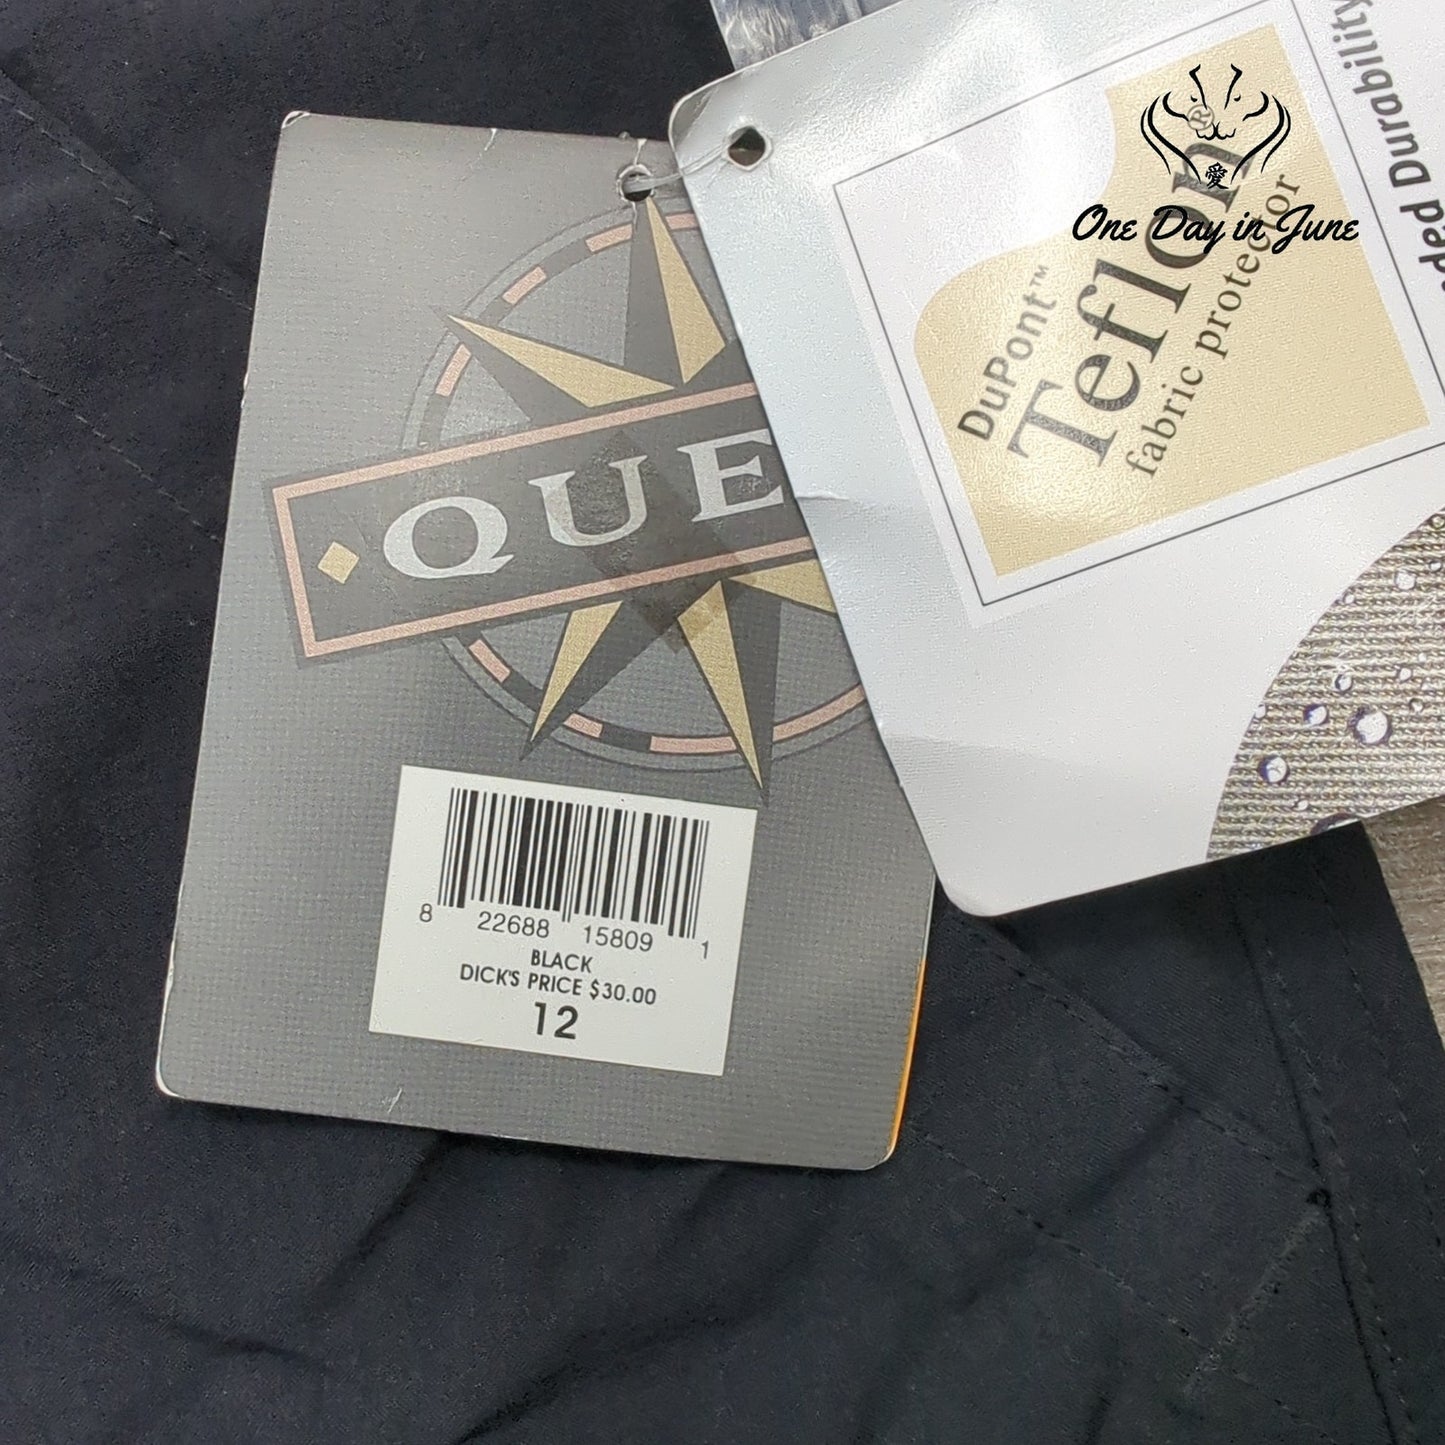 QUE
8 22688 15809 1
BLACK
DICK'S PRICE $30.00
12
DuPont™
Teflon®
fabric protector
Durability
愛
One Day in June